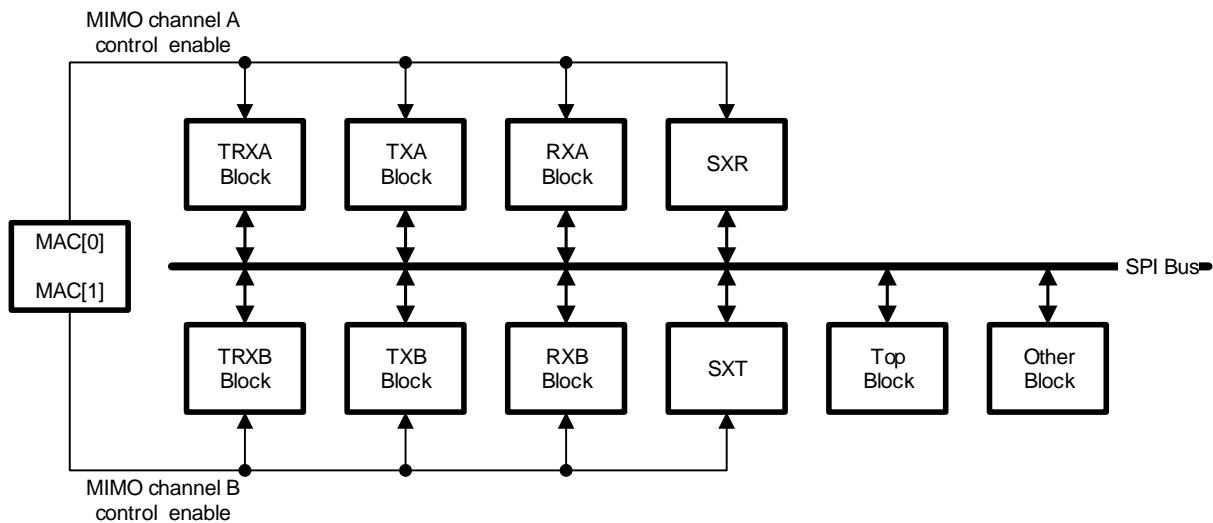 MIMO channel A
control enable
TRXA
Block
TXA
Block
RXA
Block
SXR
MAC[0]
MAC[1]
SPI Bus
TRXB
Block
TXB
Block
RXB
Block
SXT
Top
Block
Other
Block
MIMO channel B
control enable